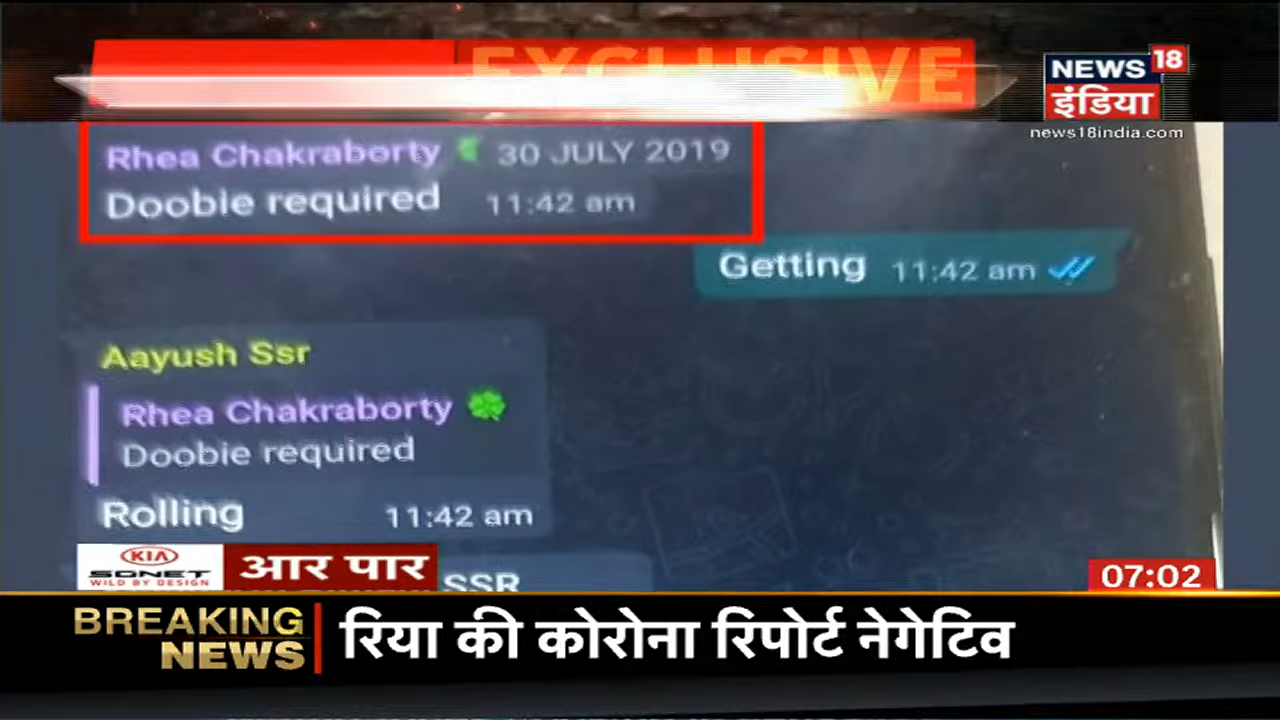 EXCLUSIVE
NEWS 18
इंडिया
news18india.com
Rhea Chakraborty 30 JULY 2019
Doobie required 11:42 am
Getting 11:42 am
Aayush Ssr
Rhea Chakraborty 🍀
Doobie required
Rolling 11:42 am
SSR
KIA
SONET
WILD BY DESIGN
आर पार
07:02
BREAKING
NEWS
रिया की कोरोना रिपोर्ट नेगेटिव